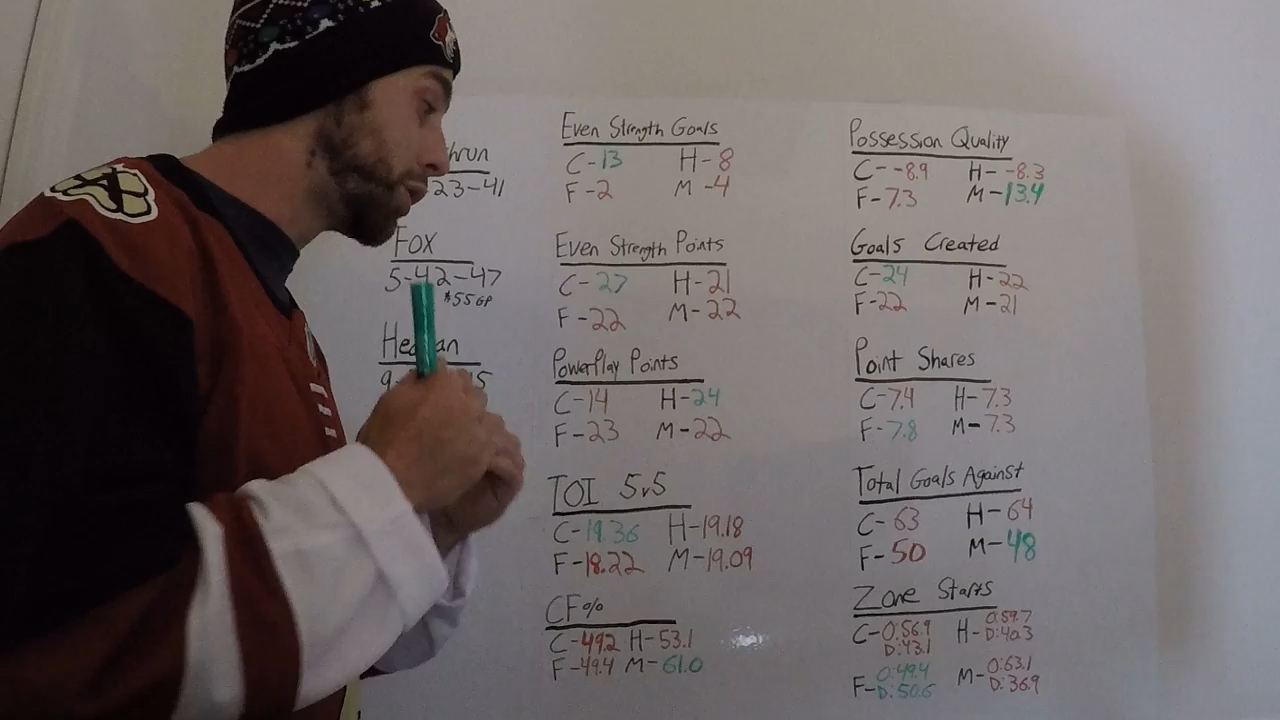 23-41
Fox
5-42-47
$55GP
Even Strength Goals
C-13 H-8
F-2 M-4
Even Strength Points
C-27 H-21
F-22 M-22
PowerPlay Points
C-14 H-24
F-23 M-22
TOI 5v5
C-19.36 H-19.18
F-18.22 M-19.09
CF%
C-49.2 H-53.1
F-49.4 M-61.0
Possession Quality
C--8.9 H--8.3
F-7.3 M-13.4
Goals Created
C-24 H-22
F-22 M-21
Point Shares
C-7.4 H-7.3
F-7.8 M-7.3
Total Goals Against
C-63 H-64
F-50 M-48
Zone Starts
C-O:56.9 H-O:59.7
D:43.1 D:40.3
F-O:49.4 M-O:63.1
D:50.6 D:36.9